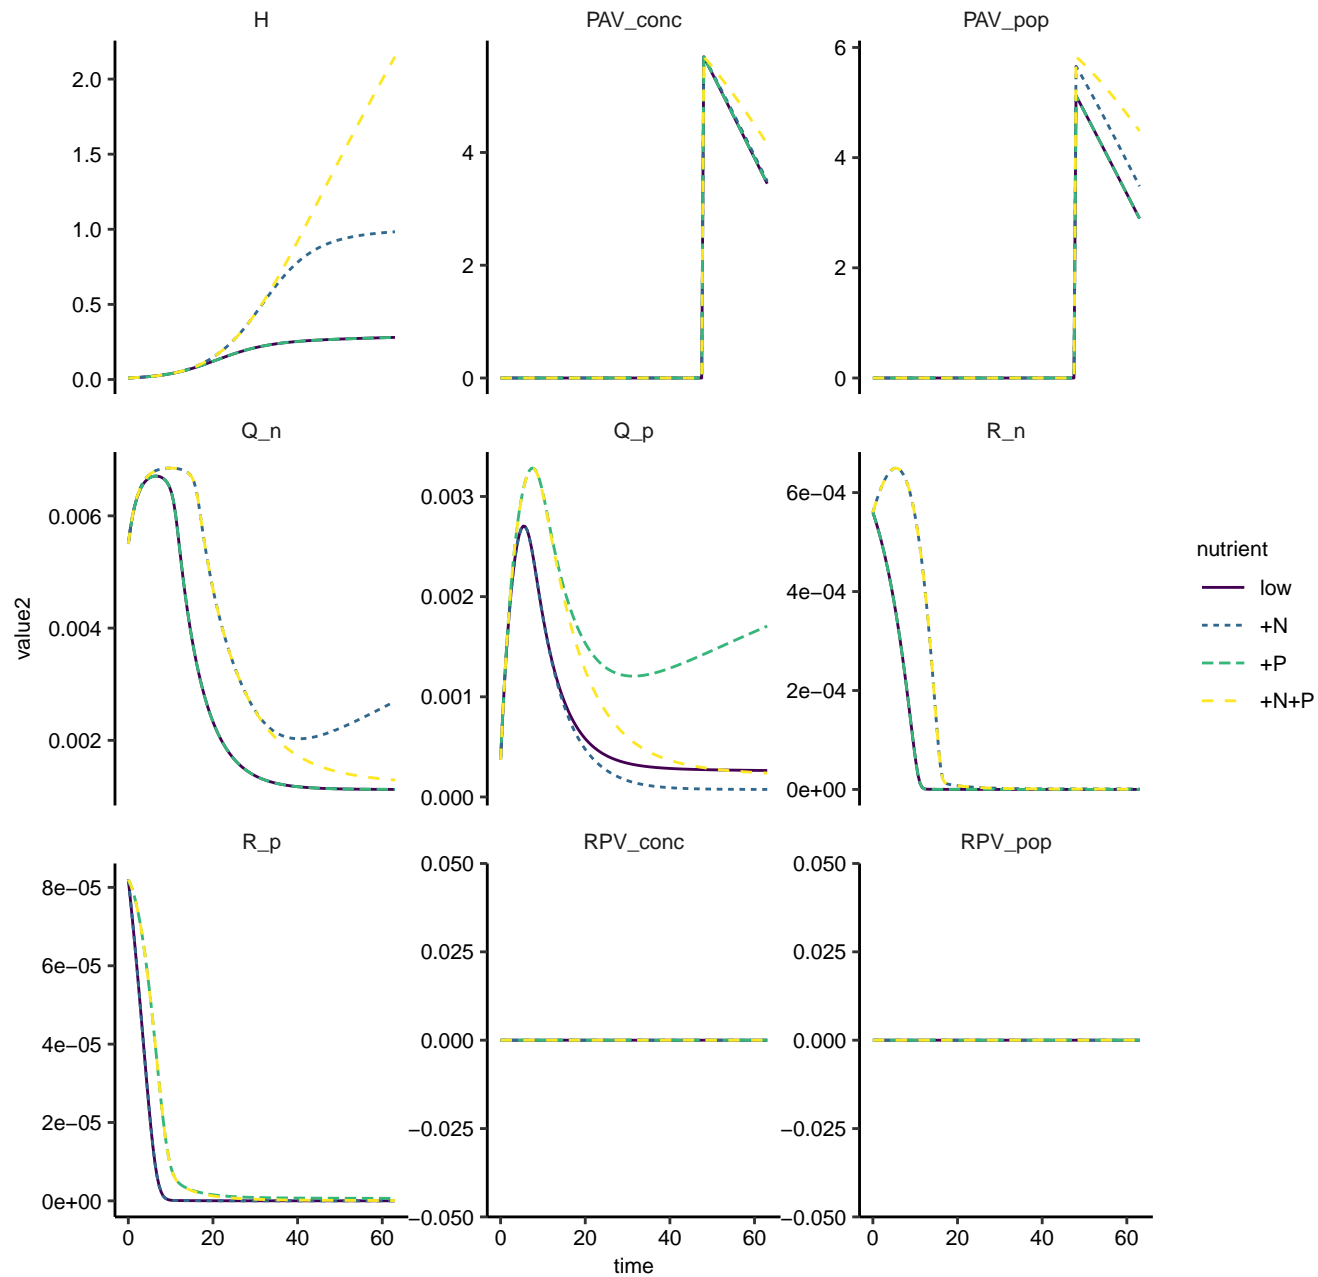 H
PAV_conc
PAV_pop
2.0
1.5
1.0
0.5
0.0
4
2
0
6
4
2
0
Q_n
Q_p
R_n
0.006
0.004
0.002
0.003
0.002
0.001
0.000
6e−04
4e−04
2e−04
0e+00
value2
nutrient
low
+N
+P
+N+P
R_p
RPV_conc
RPV_pop
8e−05
6e−05
4e−05
2e−05
0e+00
0.050
0.025
0.000
−0.025
−0.050
0.050
0.025
0.000
−0.025
−0.050
0 20 40 60
0 20 40 60
0 20 40 60
time